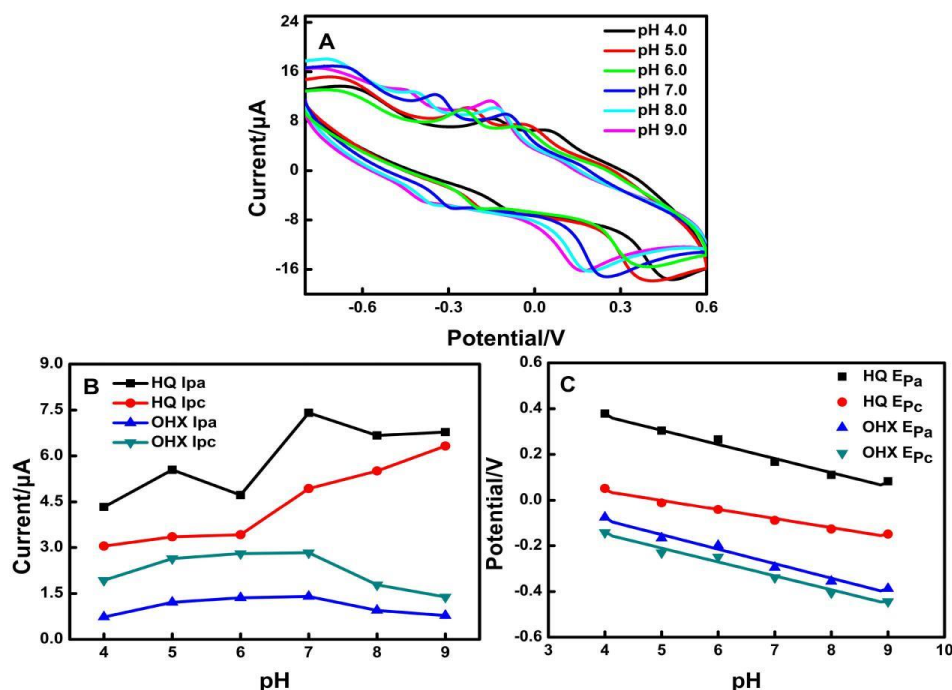 A
24
16
8
0
-8
-16
Current/μA
-0.6 -0.3 0.0 0.3 0.6
Potential/V
pH 4.0
pH 5.0
pH 6.0
pH 7.0
pH 8.0
pH 9.0
B
9.0
7.5
6.0
4.5
3.0
1.5
0.0
Current/μA
4 5 6 7 8 9
pH
HQ Ipa
HQ Ipc
OHX Ipa
OHX Ipc
C
0.6
0.4
0.2
0.0
-0.2
-0.4
-0.6
Potential/V
3 4 5 6 7 8 9 10
pH
HQ EPa
HQ EPc
OHX EPa
OHX EPc